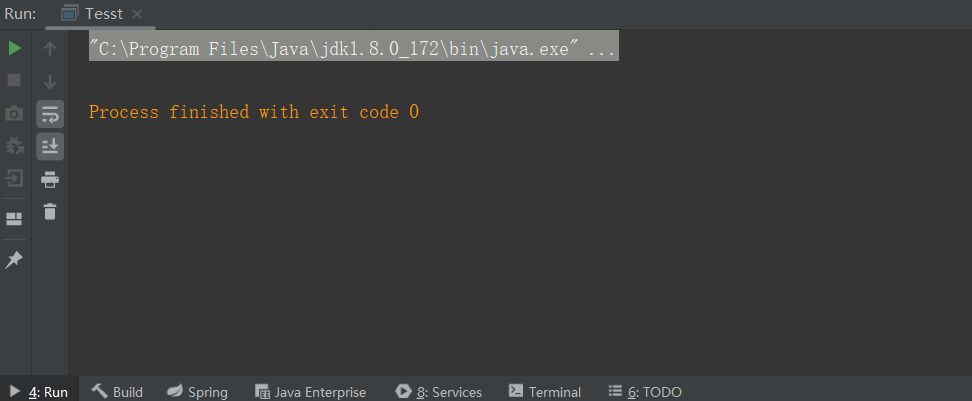 Run: Tesst
"C:\Program Files\Java\jdk1.8.0_172\bin\java.exe" ...
Process finished with exit code 0
4: Run Build Spring Java Enterprise 8: Services Terminal 6: TODO